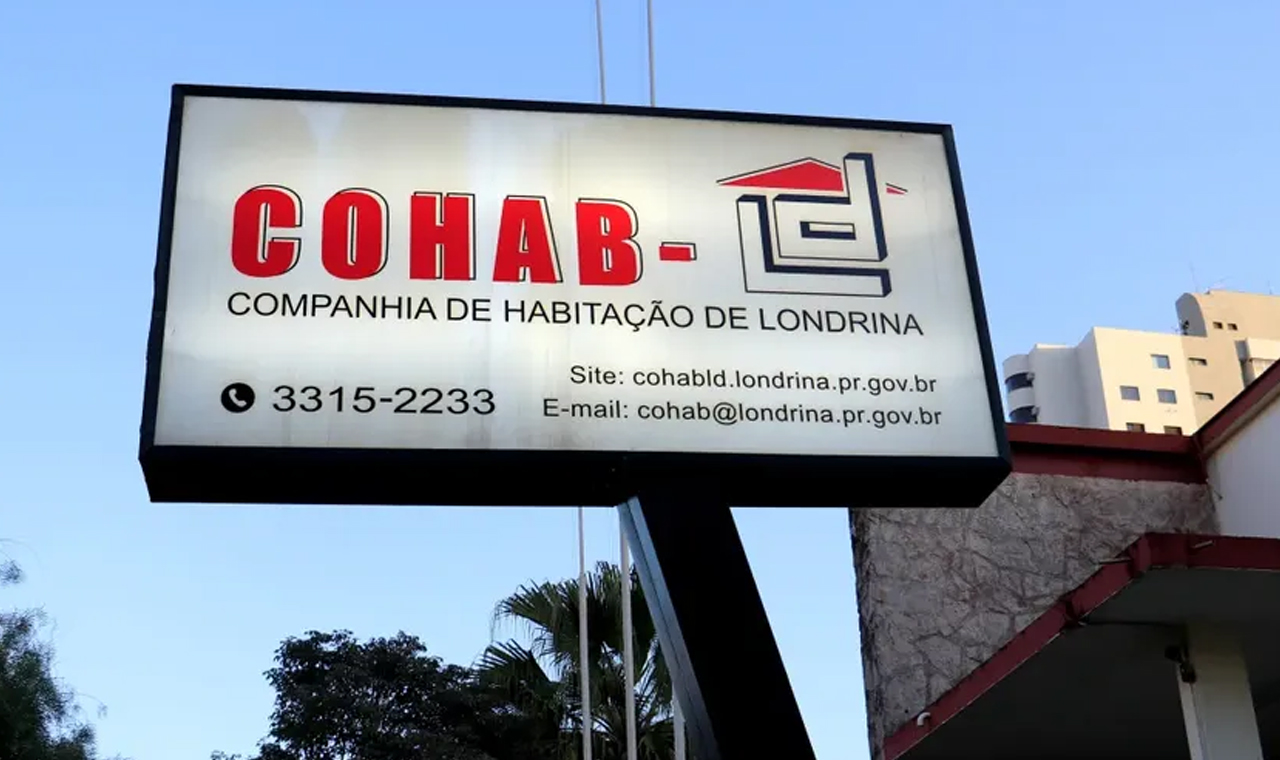 COHAB-LD
COMPANHIA DE HABITAÇÃO DE LONDRINA
3315-2233
Site: cohabld.londrina.pr.gov.br
E-mail: cohab@londrina.pr.gov.br